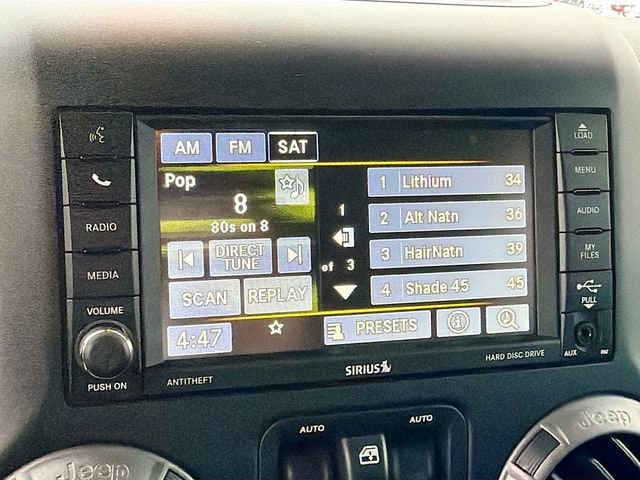 AM FM SAT
Pop
8
80s on 8
DIRECT
TUNE
SCAN REPLAY
4:47
1
of 3
1 Lithium 34
2 Alt Natn 36
3 HairNatn 39
4 Shade 45 45
PRESETS
RADIO
MEDIA
VOLUME
PUSH ON
ANTITHEFT
SIRIUS
HARD DISC DRIVE
LOAD
MENU
AUDIO
MY
FILES
PULL
AUX
AUTO
AUTO
Jeep
Jeep